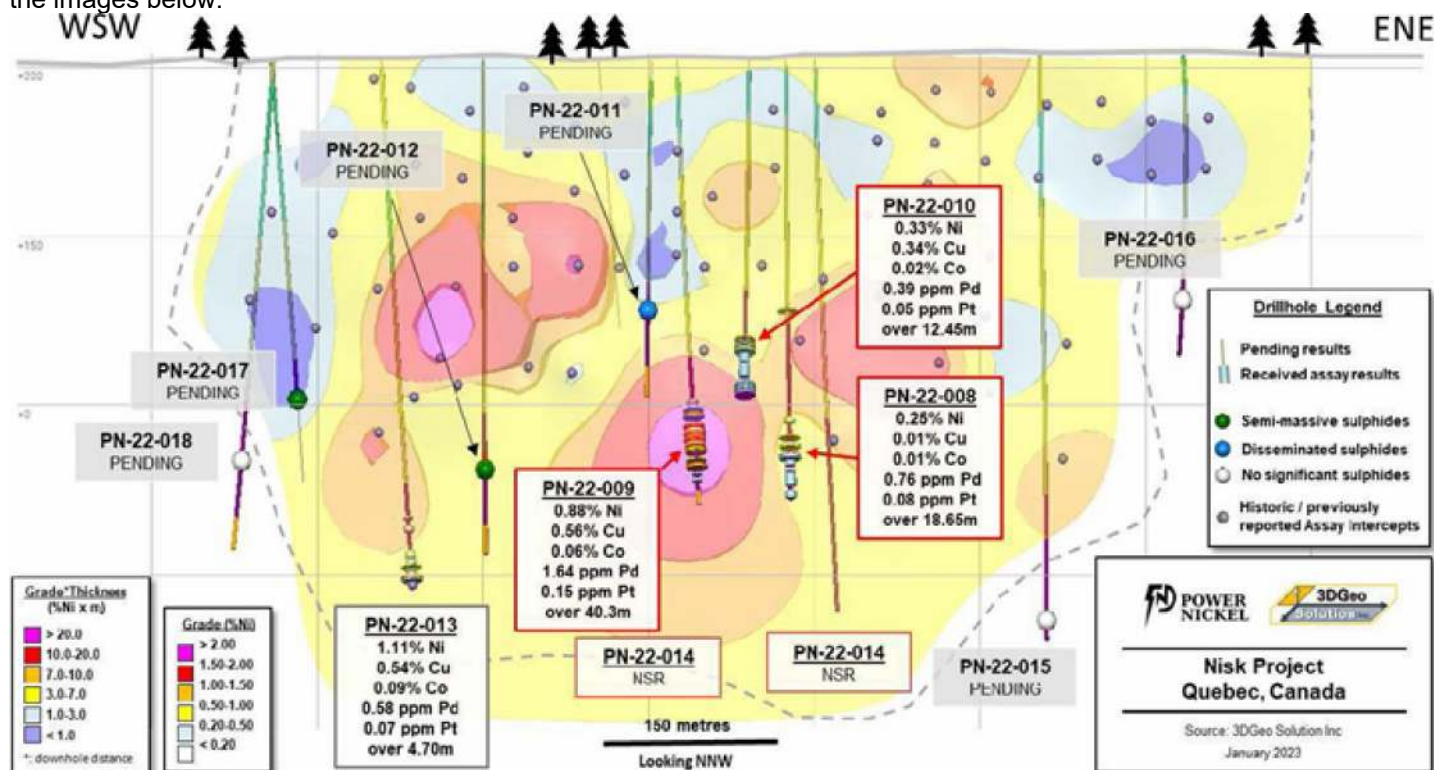 the images below.
WSW
ENE
+200
+150
+0
PN-22-011
PENDING
PN-22-012
PENDING
PN-22-010
0.33% Ni
0.34% Cu
0.02% Co
0.39 ppm Pd
0.05 ppm Pt
over 12.45m
PN-22-016
PENDING
PN-22-017
PENDING
PN-22-018
PENDING
PN-22-008
0.25% Ni
0.01% Cu
0.01% Co
0.76 ppm Pd
0.08 ppm Pt
over 18.65m
PN-22-009
0.88% Ni
0.56% Cu
0.06% Co
1.64 ppm Pd
0.15 ppm Pt
over 40.3m
PN-22-013
1.11% Ni
0.54% Cu
0.09% Co
0.58 ppm Pd
0.07 ppm Pt
over 4.70m
PN-22-014
NSR
PN-22-014
NSR
PN-22-015
PENDING
Drillhole Legend
Pending results
Received assay results
Semi-massive sulphides
Disseminated sulphides
No significant sulphides
Historic / previously
reported Assay Intercepts
Grade*Thickness
(%Ni x m)
> 20.0
10.0-20.0
7.0-10.0
3.0-7.0
1.0-3.0
< 1.0
*: downhole distance
Grade (%Ni)
> 2.00
1.50-2.00
1.00-1.50
0.50-1.00
0.20-0.50
< 0.20
150 metres
Looking NNW
POWER
NICKEL
3DGeo
Solution Inc
Nisk Project
Quebec, Canada
Source: 3DGeo Solution Inc
January 2023